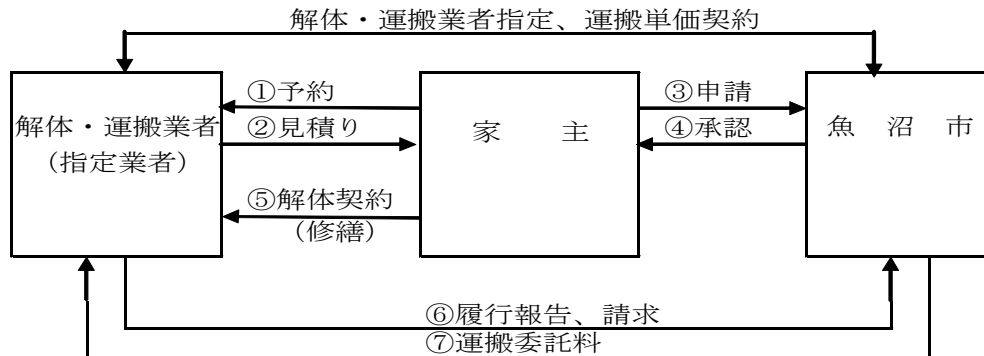 解体・運搬業者指定、運搬単価契約
①予約
③申請
解体・運搬業者
②見積り
家　　主
④承認
魚　沼　市
(指定業者)
⑤解体契約
(修繕)
⑥履行報告、請求
⑦運搬委託料